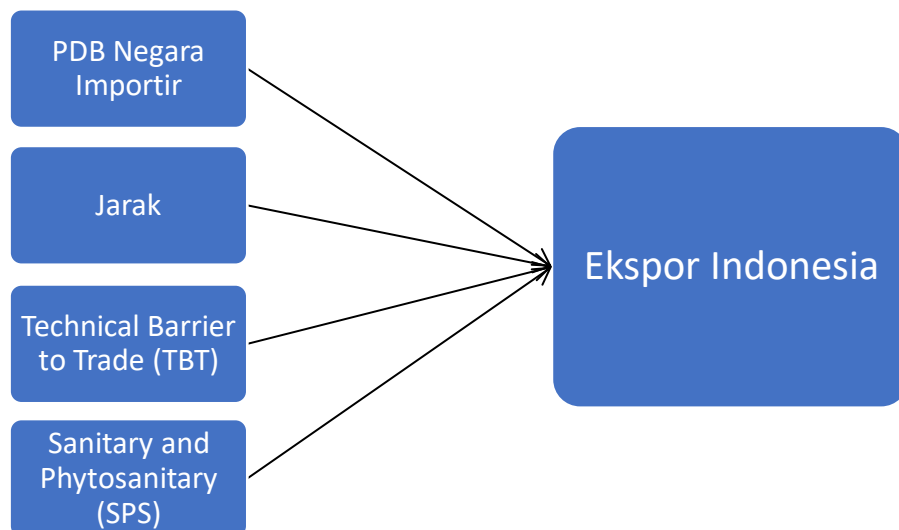 PDB Negara
Importir
Jarak
Technical Barrier
to Trade (TBT)
Sanitary and
Phytosanitary
(SPS)
Ekspor Indonesia